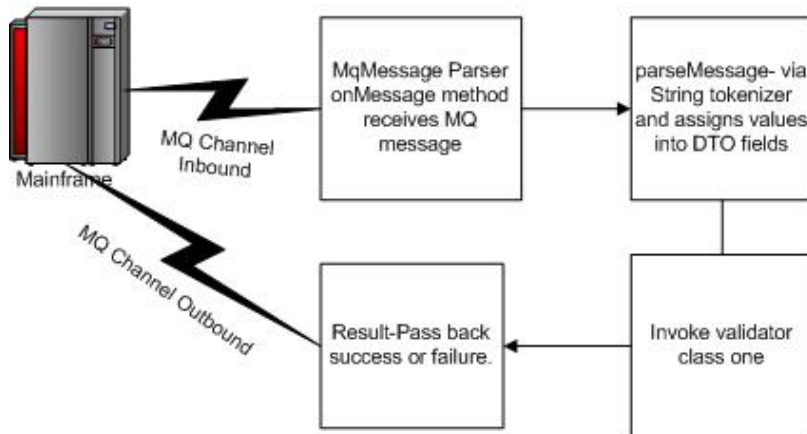 MqMessage Parser
onMessage method
receives MQ
message
parseMessage- via
String tokenizer
and assigns values
into DTO fields
MQ Channel
Inbound
Mainframe
MQ Channel Outbound
Result-Pass back
success or failure.
Invoke validator
class one